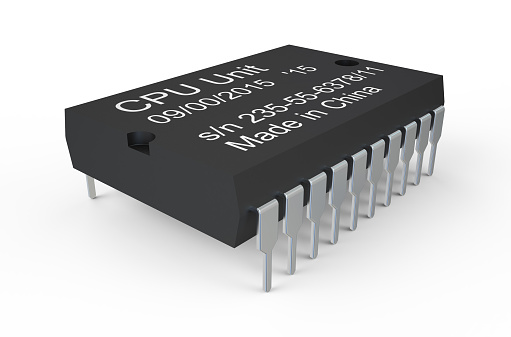 CPU Unit
09/00/2015 '15
s/n 235-55-6378/11
Made in China